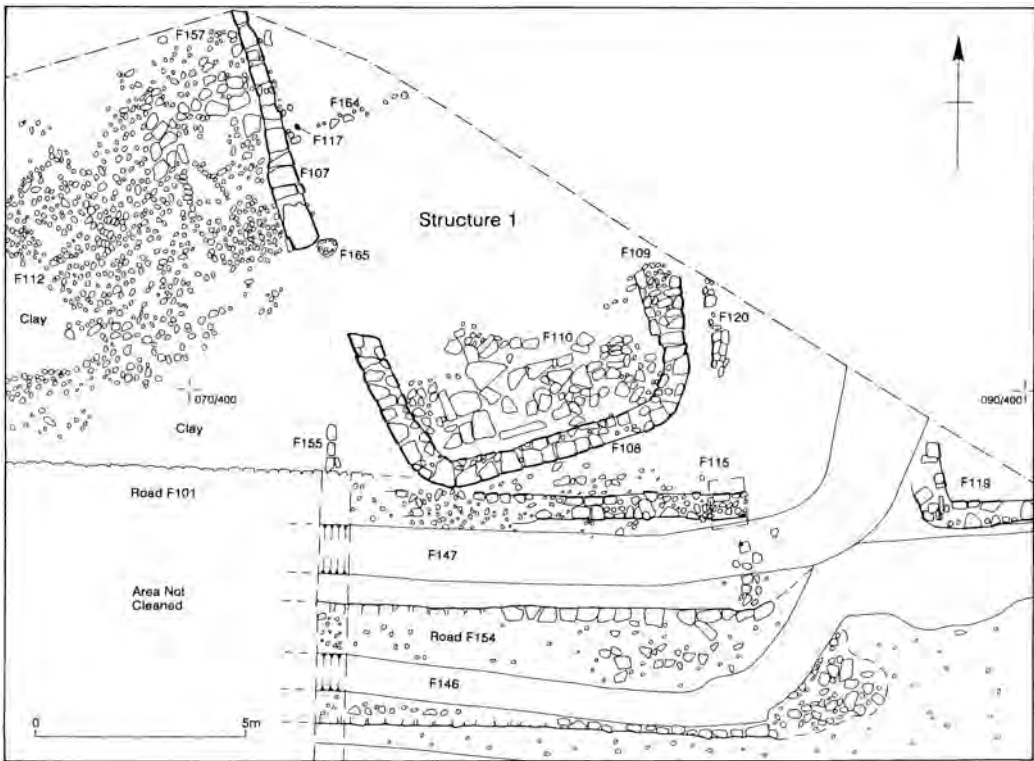 F157
F164
F117
F107
Structure 1
F165
F109
F112
F120
F110
Clay
070/400
090/400
Clay
F155
F108
F115
F119
Road F101
F147
Area Not
Cleaned
Road F154
F146
0
5m